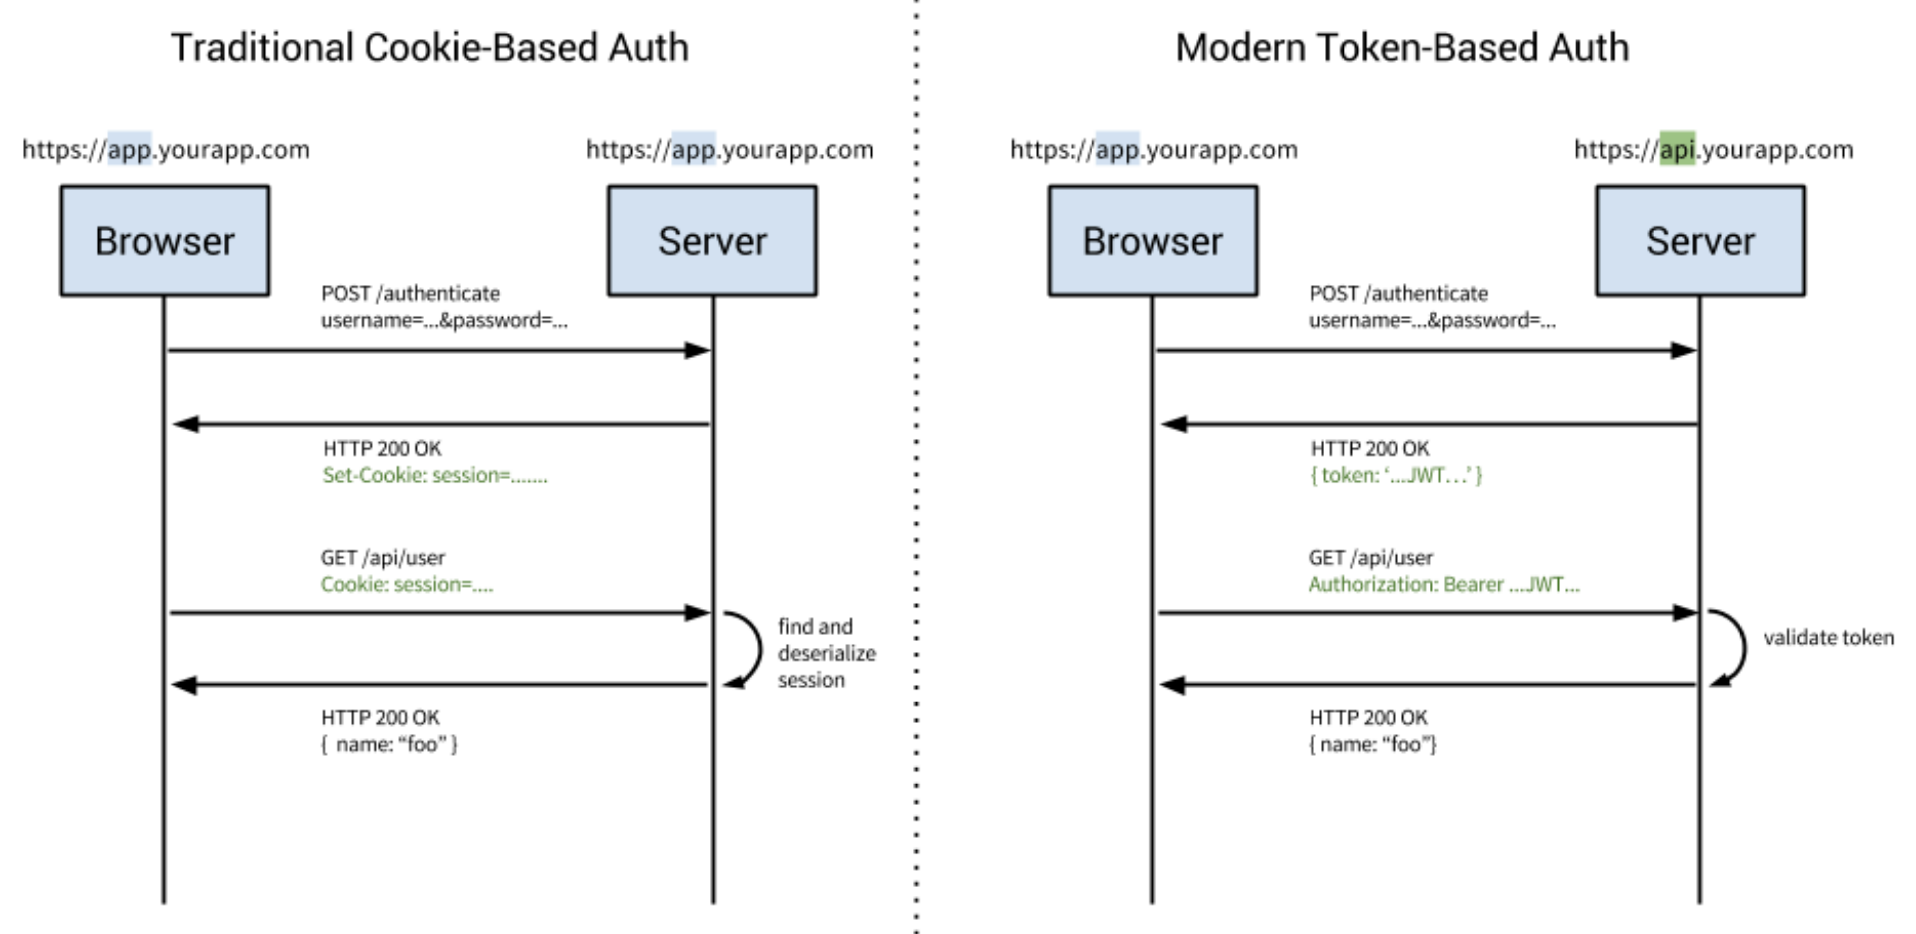 Traditional Cookie-Based Auth
https://app.yourapp.com
https://app.yourapp.com
Browser
Server
POST /authenticate
username=...&password=...
HTTP 200 OK
Set-Cookie: session=.......
GET /api/user
Cookie: session=....
find and
deserialize
session
HTTP 200 OK
{ name: “foo” }
Modern Token-Based Auth
https://app.yourapp.com
https://api.yourapp.com
Browser
Server
POST /authenticate
username=...&password=...
HTTP 200 OK
{ token: ‘...JWT...’ }
GET /api/user
Authorization: Bearer ...JWT...
validate token
HTTP 200 OK
{ name: “foo”}